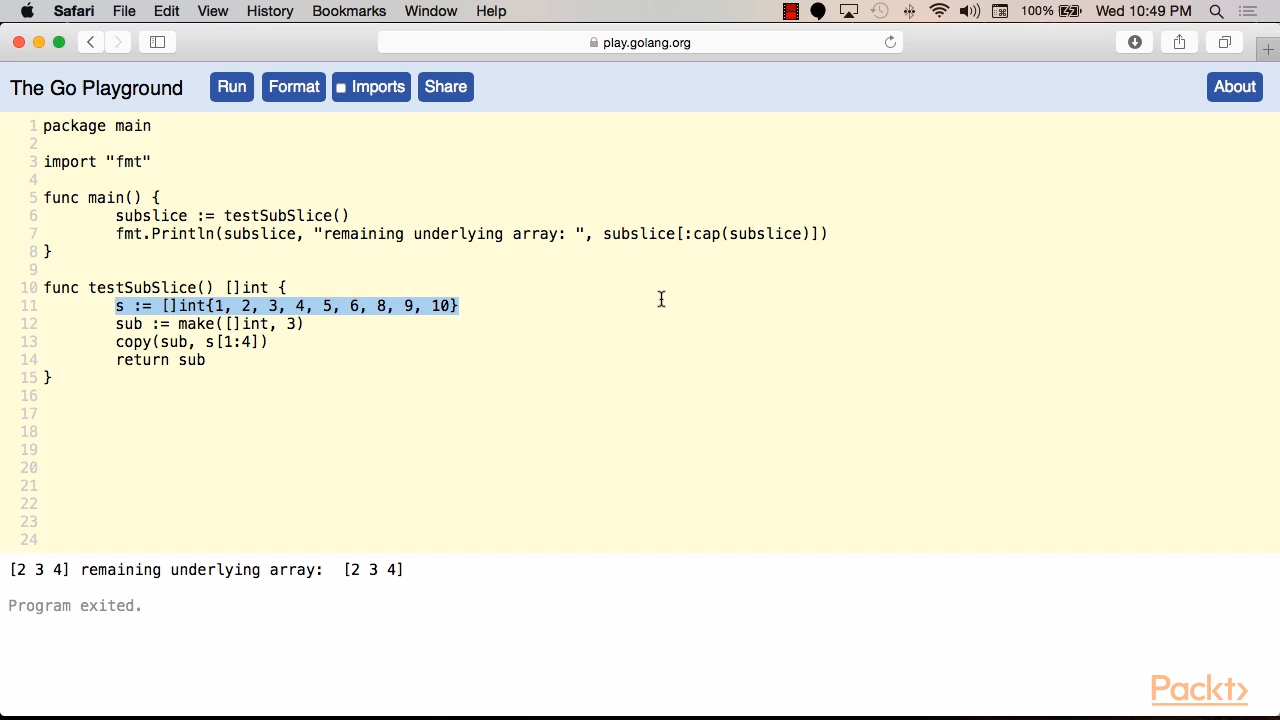 Safari File Edit View History Bookmarks Window Help 100% Wed 10:49 PM
play.golang.org
The Go Playground Run Format Imports Share About
1 package main
2
3 import "fmt"
4
5 func main() {
6 subslice := testSubSlice()
7 fmt.Println(subslice, "remaining underlying array: ", subslice[:cap(subslice)])
8 }
9
10 func testSubSlice() []int {
11 s := []int{1, 2, 3, 4, 5, 6, 8, 9, 10}
12 sub := make([]int, 3)
13 copy(sub, s[1:4])
14 return sub
15 }
16
17
18
19
20
21
22
23
24
[2 3 4] remaining underlying array:  [2 3 4]
Program exited.
Packt>